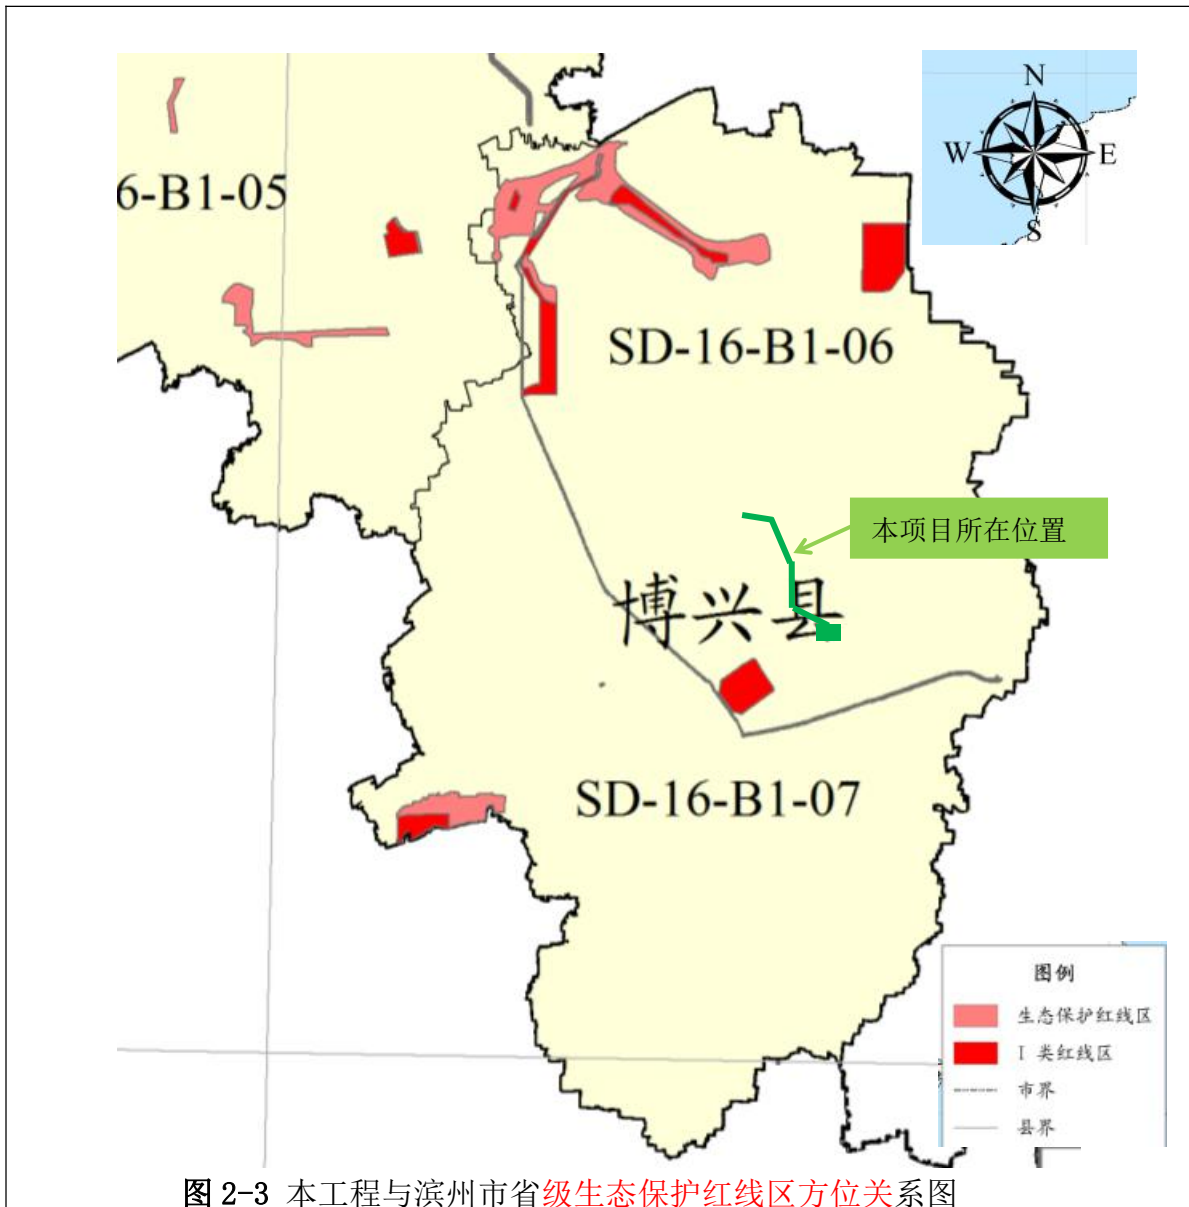 N
W
E
S
6-B1-05
SD-16-B1-06
本项目所在位置
博兴县
SD-16-B1-07
图例
生态保护红线区
I 类红线区
市界
县界
图 2-3 本工程与滨州市省级生态保护红线区方位关系图